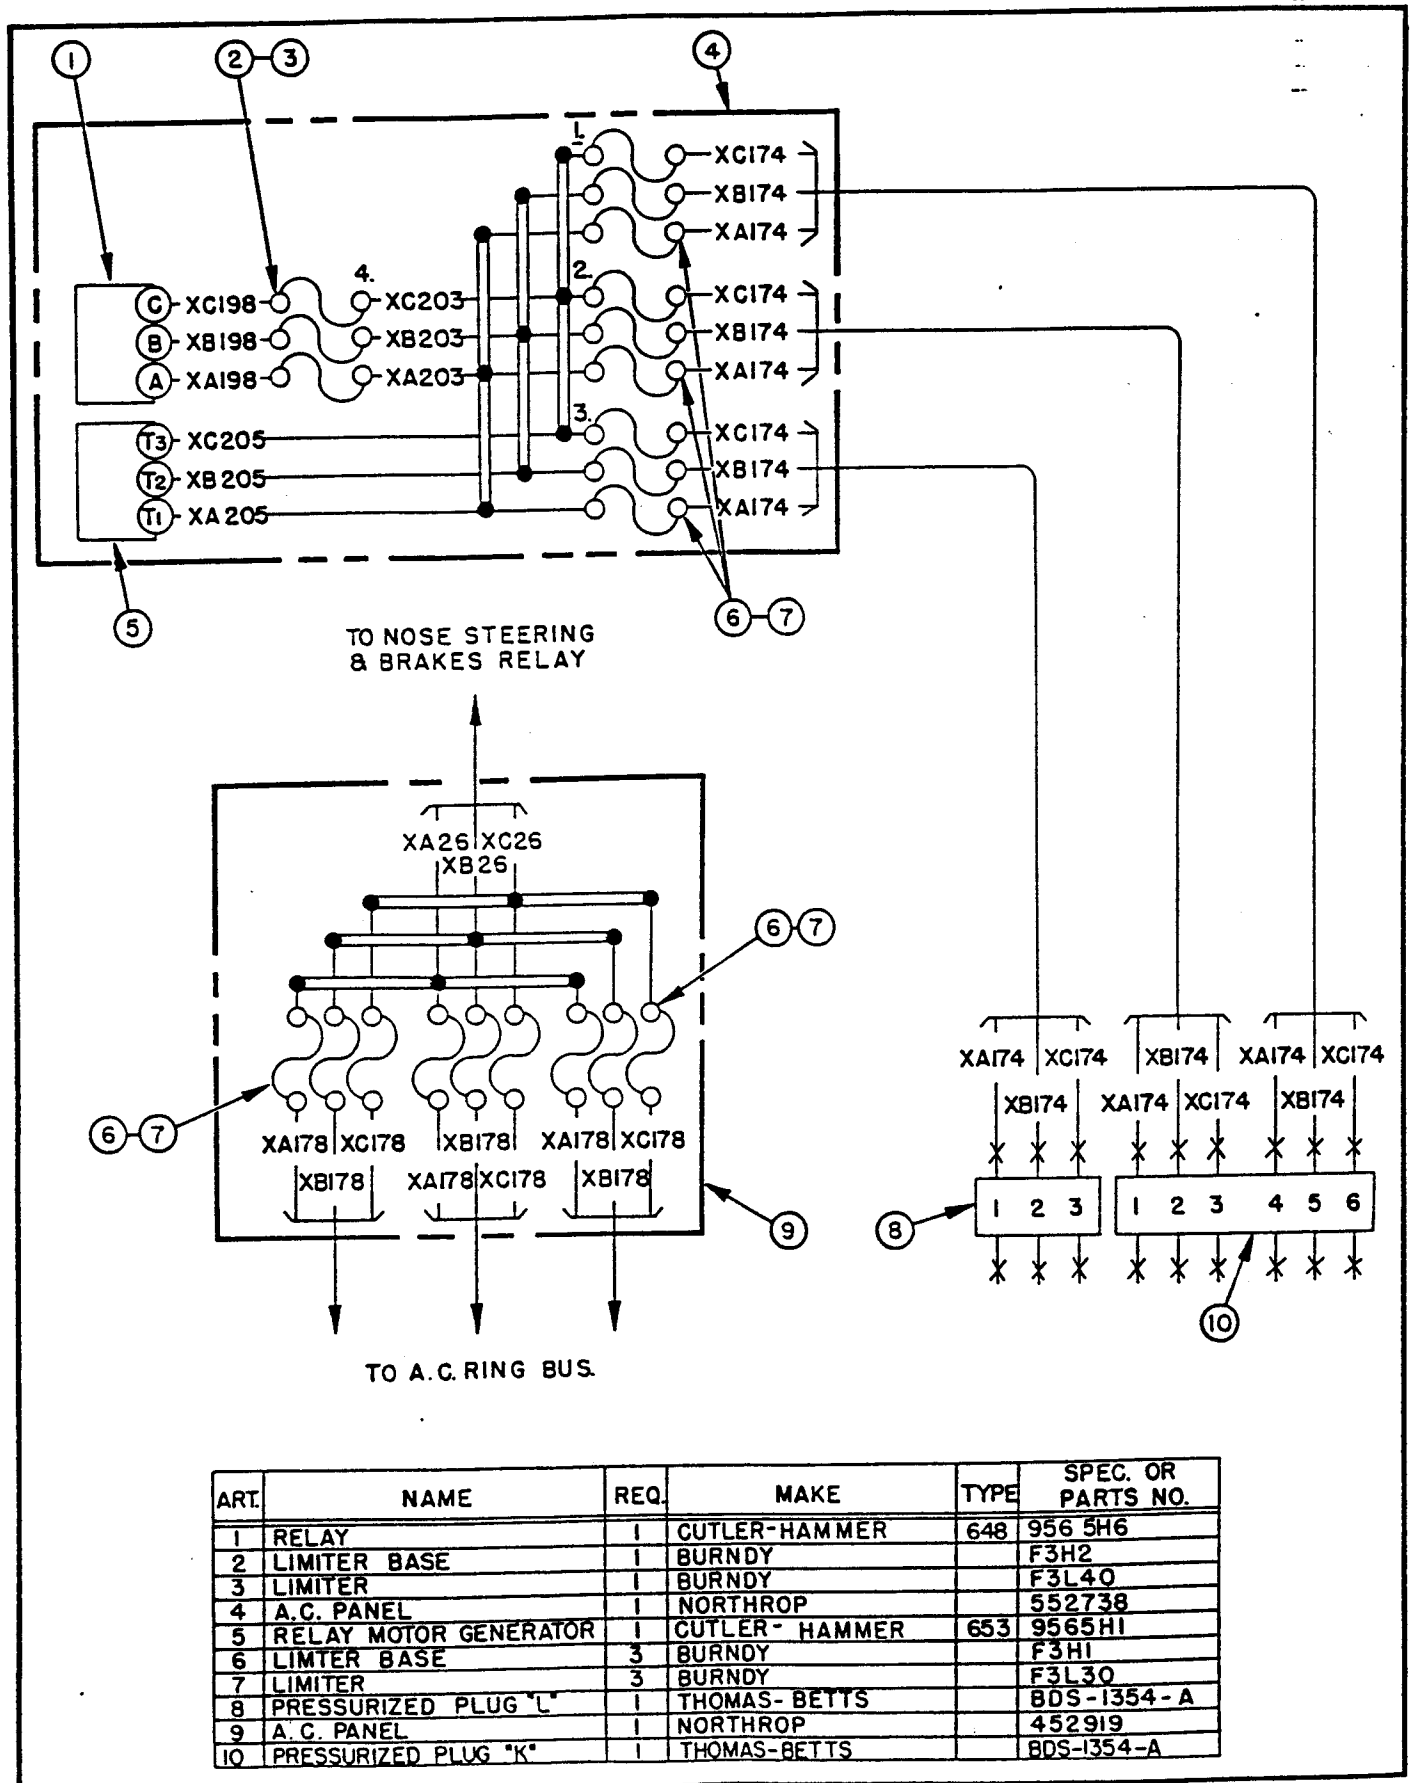 1 2 3 4
1.
XC174
XB174
XA174
2.
4.
C XC198 XC203 XC174
B XB198 XB203 XB174
A XA198 XA203 XA174
3.
T3 XC205 XC174
T2 XB205 XB174
T1 XA205 XA174
5 6 7
TO NOSE STEERING
& BRAKES RELAY
XA26 XC26
XB26
6 7
XA174 XC174 XB174 XA174 XC174
XB174 XA174 XC174 XB174
6 7
XA178 XC178 XB178 XA178 XC178
XB178 XA178 XC178 XB178
9
8
1 2 3 1 2 3 4 5 6
10
TO A.C. RING BUS.
ART. NAME REQ. MAKE TYPE SPEC. OR PARTS NO.
1 RELAY 1 CUTLER-HAMMER 648 956 5H6
2 LIMITER BASE 1 BURNDY F3H2
3 LIMITER 1 BURNDY F3L40
4 A.C. PANEL 1 NORTHROP 552738
5 RELAY MOTOR GENERATOR 1 CUTLER- HAMMER 653 9565H1
6 LIMTER BASE 3 BURNDY F3H1
7 LIMITER 3 BURNDY F3L30
8 PRESSURIZED PLUG "L" 1 THOMAS-BETTS BDS-1354-A
9 A.C. PANEL 1 NORTHROP 452919
10 PRESSURIZED PLUG "K" 1 THOMAS-BETTS BDS-1354-A